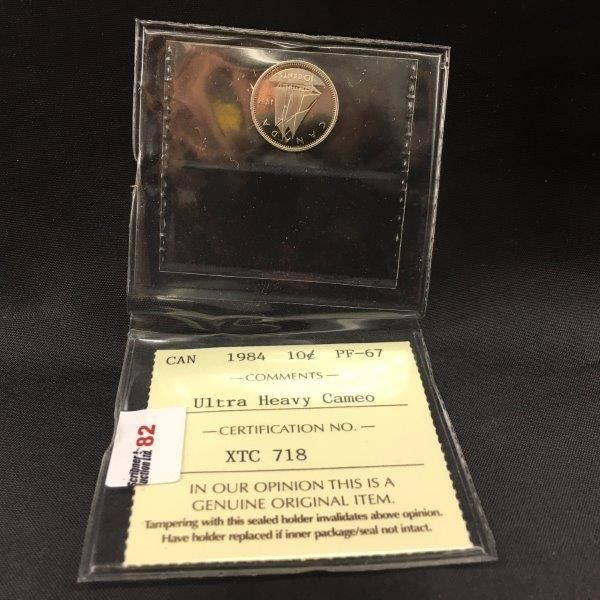 10 CENTS
CANADA
CAN 1984 10¢ PF-67
— COMMENTS —
Ultra Heavy Cameo
— CERTIFICATION NO. —
XTC 718
IN OUR OPINION THIS IS A
GENUINE ORIGINAL ITEM.
Tampering with this sealed holder invalidates above opinion.
Have holder replaced if inner package/seal not intact.
82